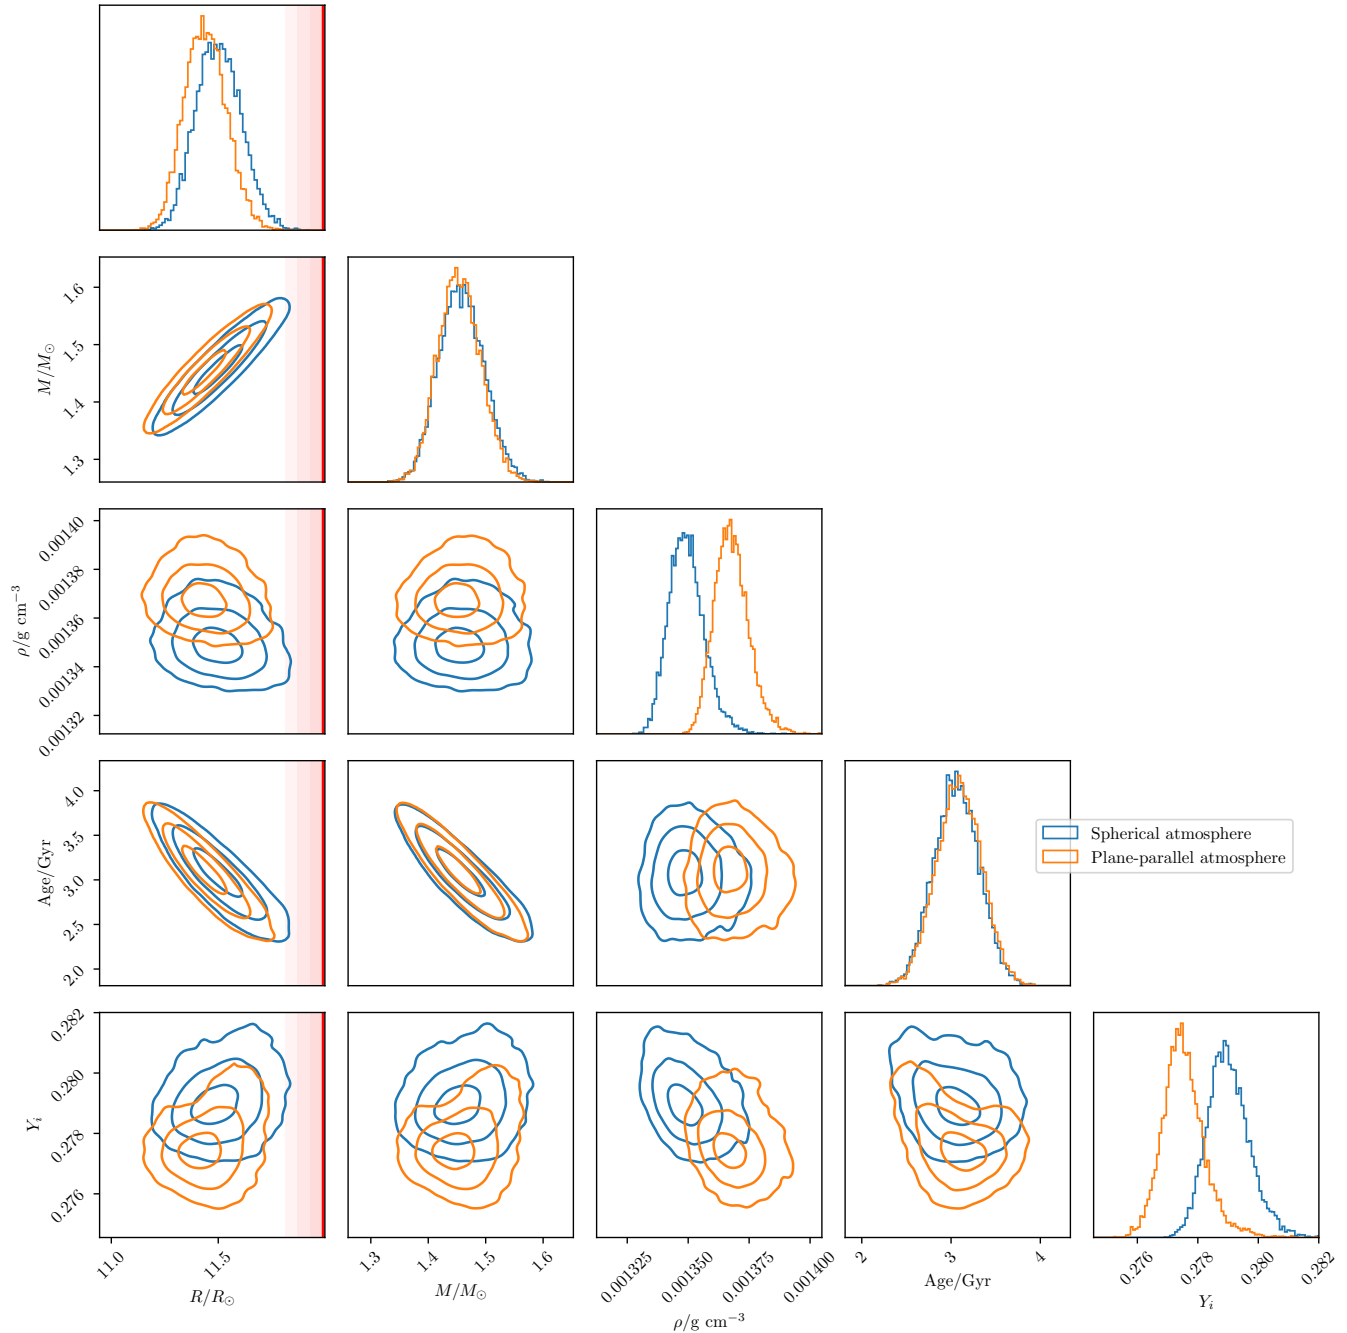 1.6
1.5
1.4
1.3
M/M⊙
0.00140
0.00138
0.00136
0.00134
0.00132
ρ/g cm⁻³
4.0
3.5
3.0
2.5
2.0
Age/Gyr
Spherical atmosphere
Plane-parallel atmosphere
0.282
0.280
0.278
0.276
Yᵢ
11.0 11.5
R/R⊙
1.3 1.4 1.5 1.6
M/M⊙
0.001325 0.001350 0.001375 0.001400
ρ/g cm⁻³
2 3 4
Age/Gyr
0.276 0.278 0.280 0.282
Yᵢ